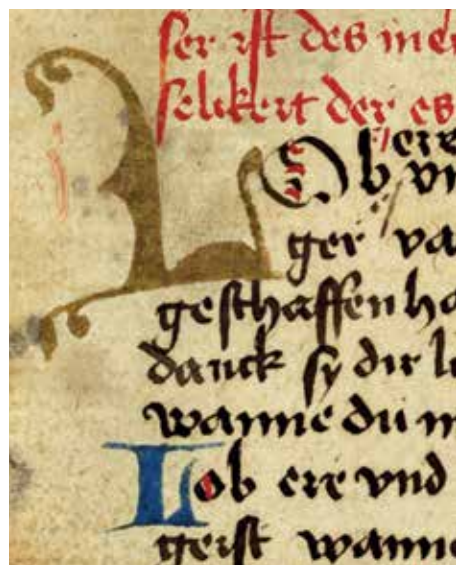 ser ist des me
selikeit der es
ere
LOb vn
ger va
geschaffen ha
danck sy dir l
wanne du m
Lob ere vnd
geist wanne